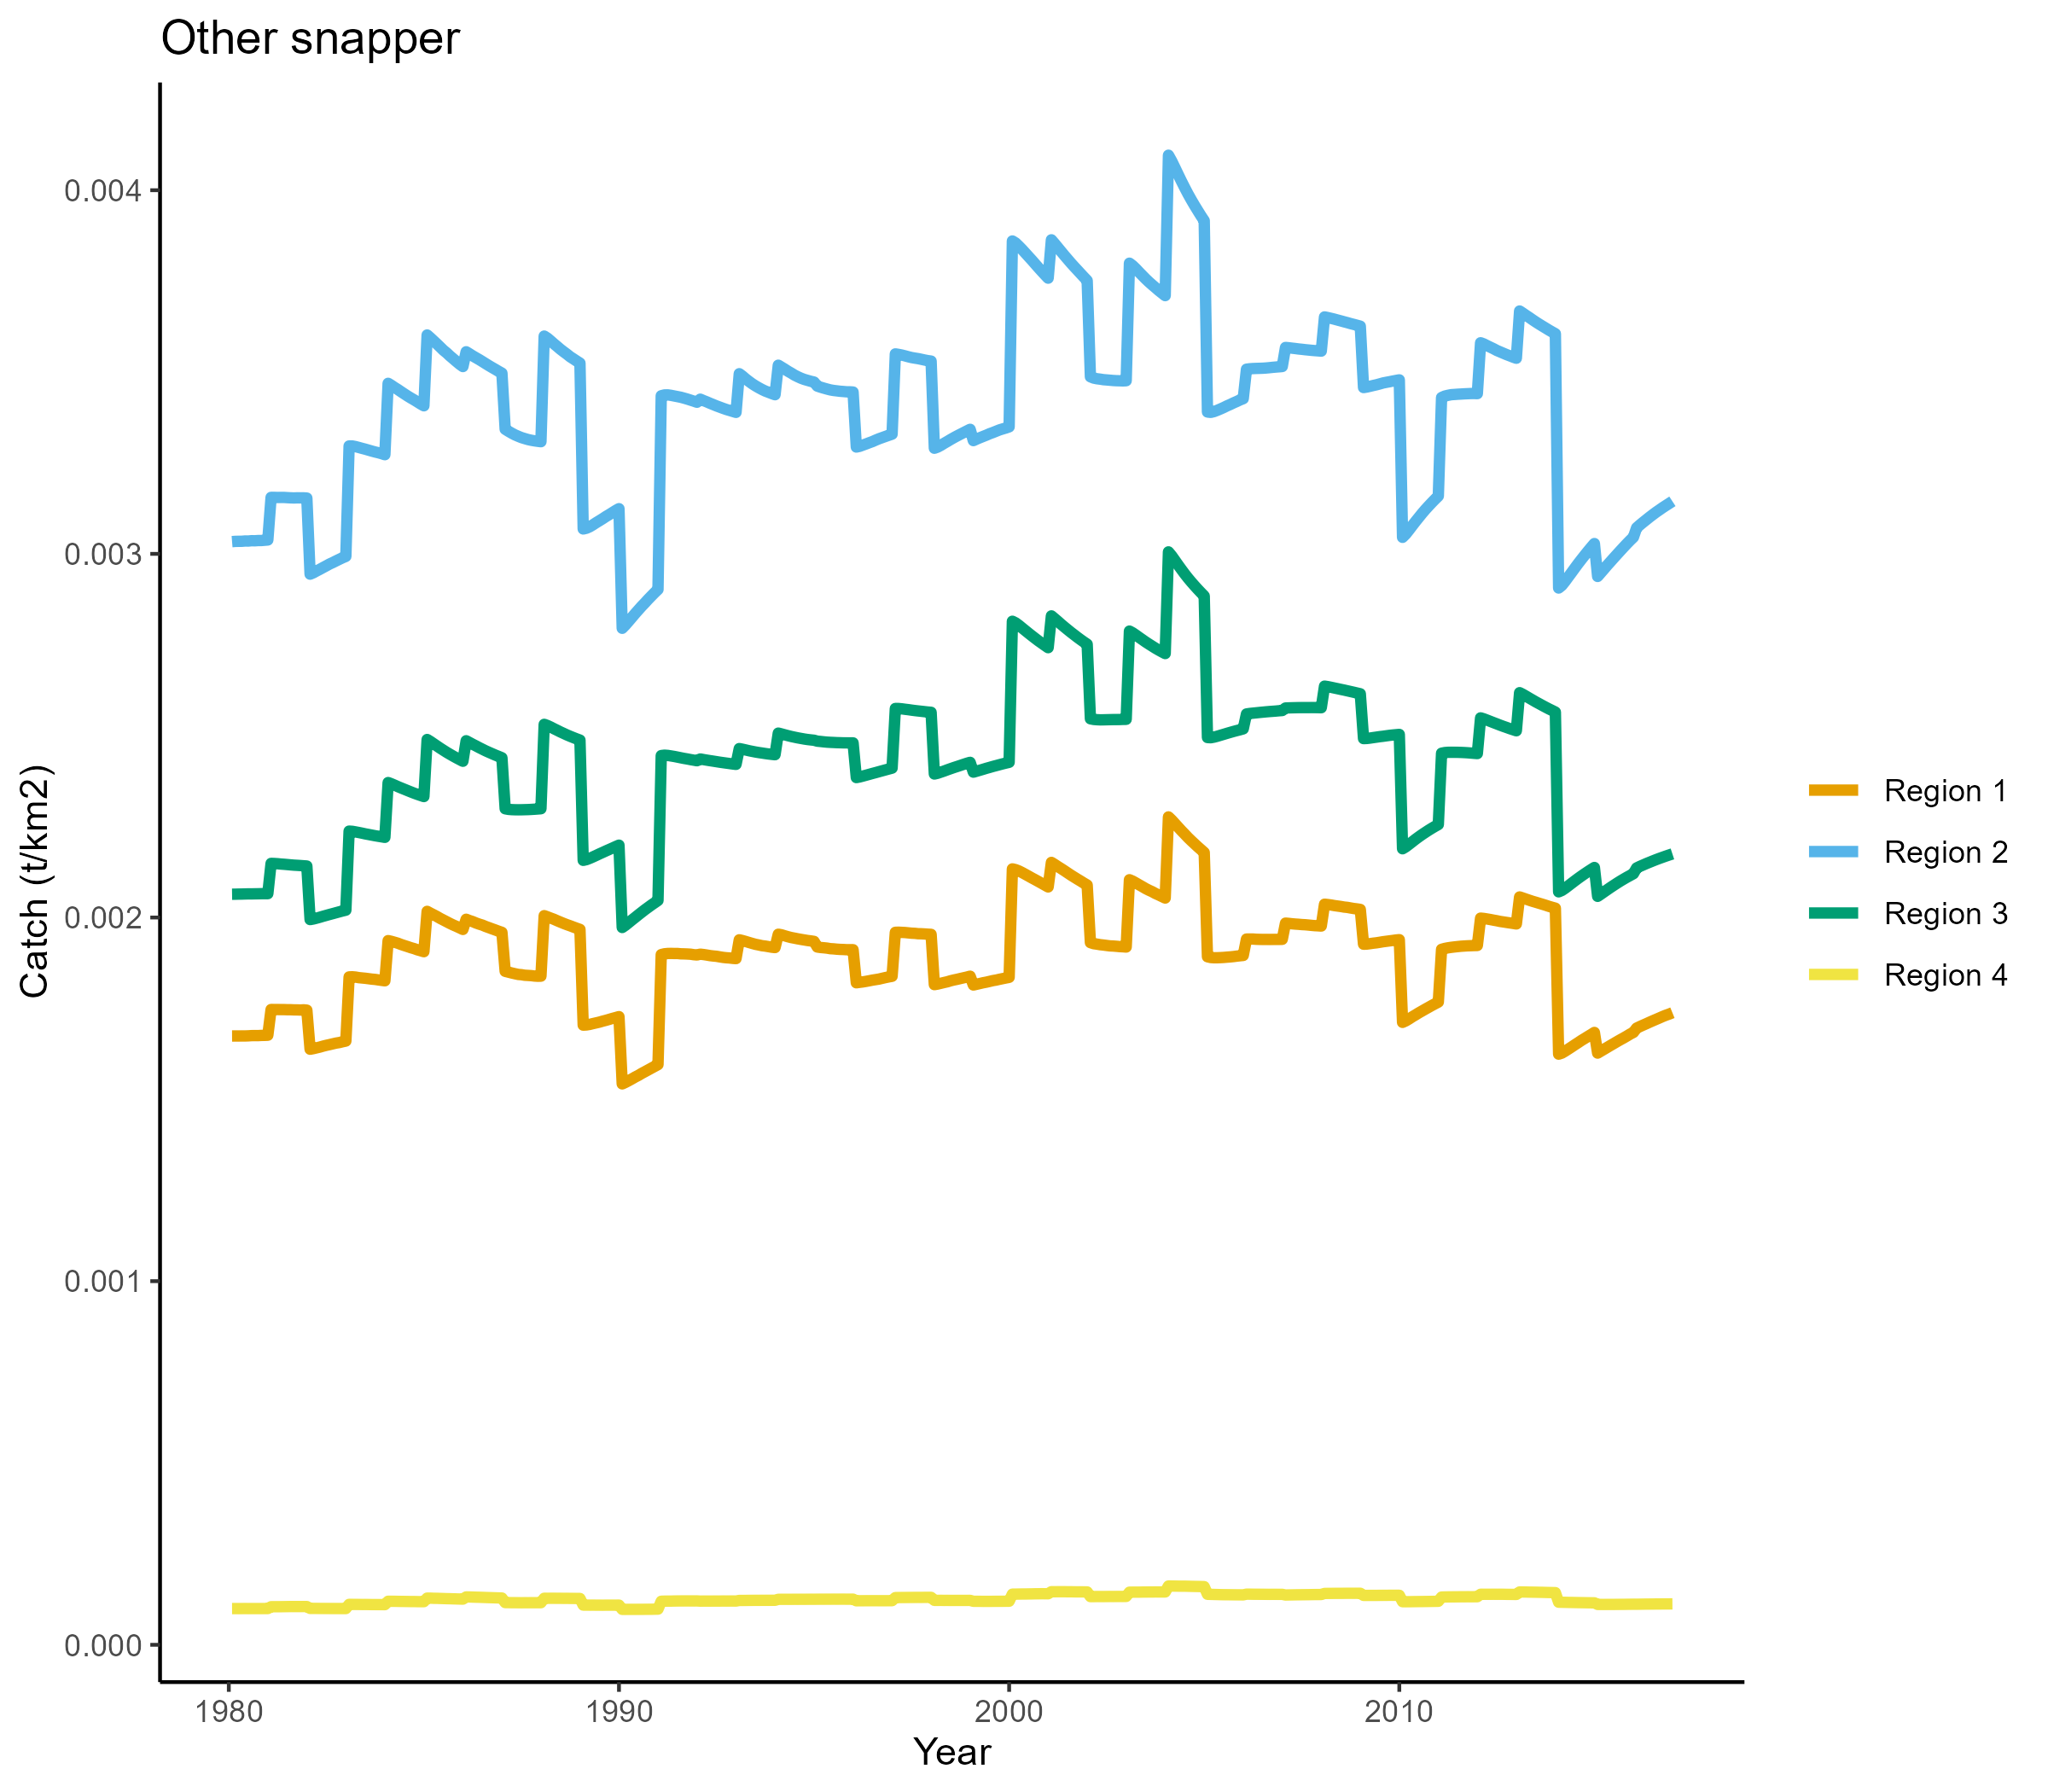 Other snapper
Catch (t/km2)
0.004
0.003
0.002
0.001
0.000
1980 1990 2000 2010
Year
Region 1
Region 2
Region 3
Region 4